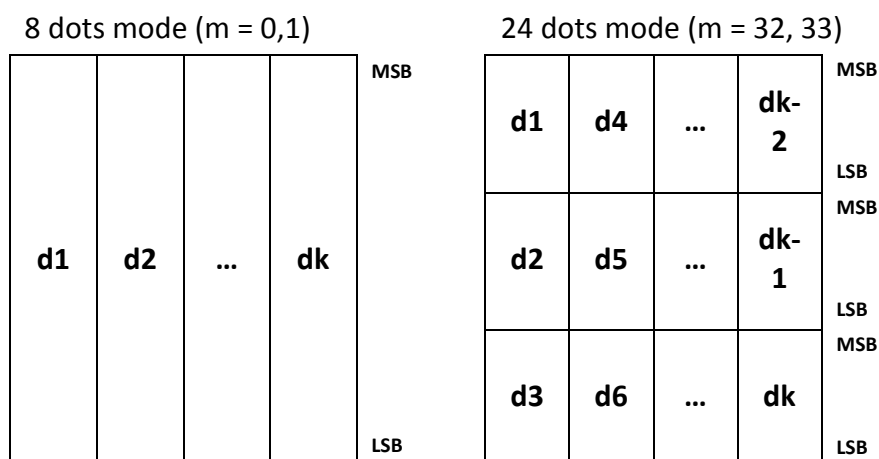 8 dots mode (m = 0,1)
MSB
d1 d2 ... dk
LSB
24 dots mode (m = 32, 33)
MSB
d1 d4 ... dk-
2
LSB
MSB
d2 d5 ... dk-
1
LSB
MSB
d3 d6 ... dk
LSB